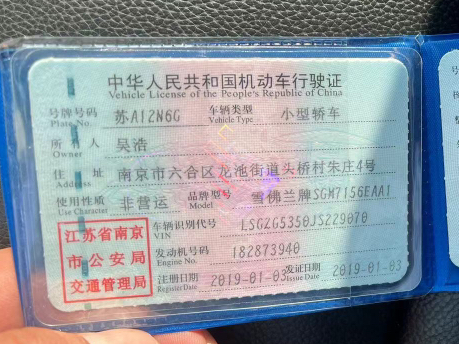 中华人民共和国机动车行驶证
Vehicle License of the People's Republic of China
号牌号码 苏A12N6G 车辆类型 小型轿车
Plate No. Vehicle Type
所有人 吴浩
Owner
住址 南京市六合区龙池街道头桥村朱庄4号
Address
使用性质 非营运 品牌型号 雪佛兰牌SGM7156EAA1
Use Character Model
江苏省南京
市公安局
交通管理局
车辆识别代号 LSGZG5350JS229070
VIN
发动机号码 182873940
Engine No.
注册日期 2019-01-03 发证日期 2019-01-03
Register Date Issue Date